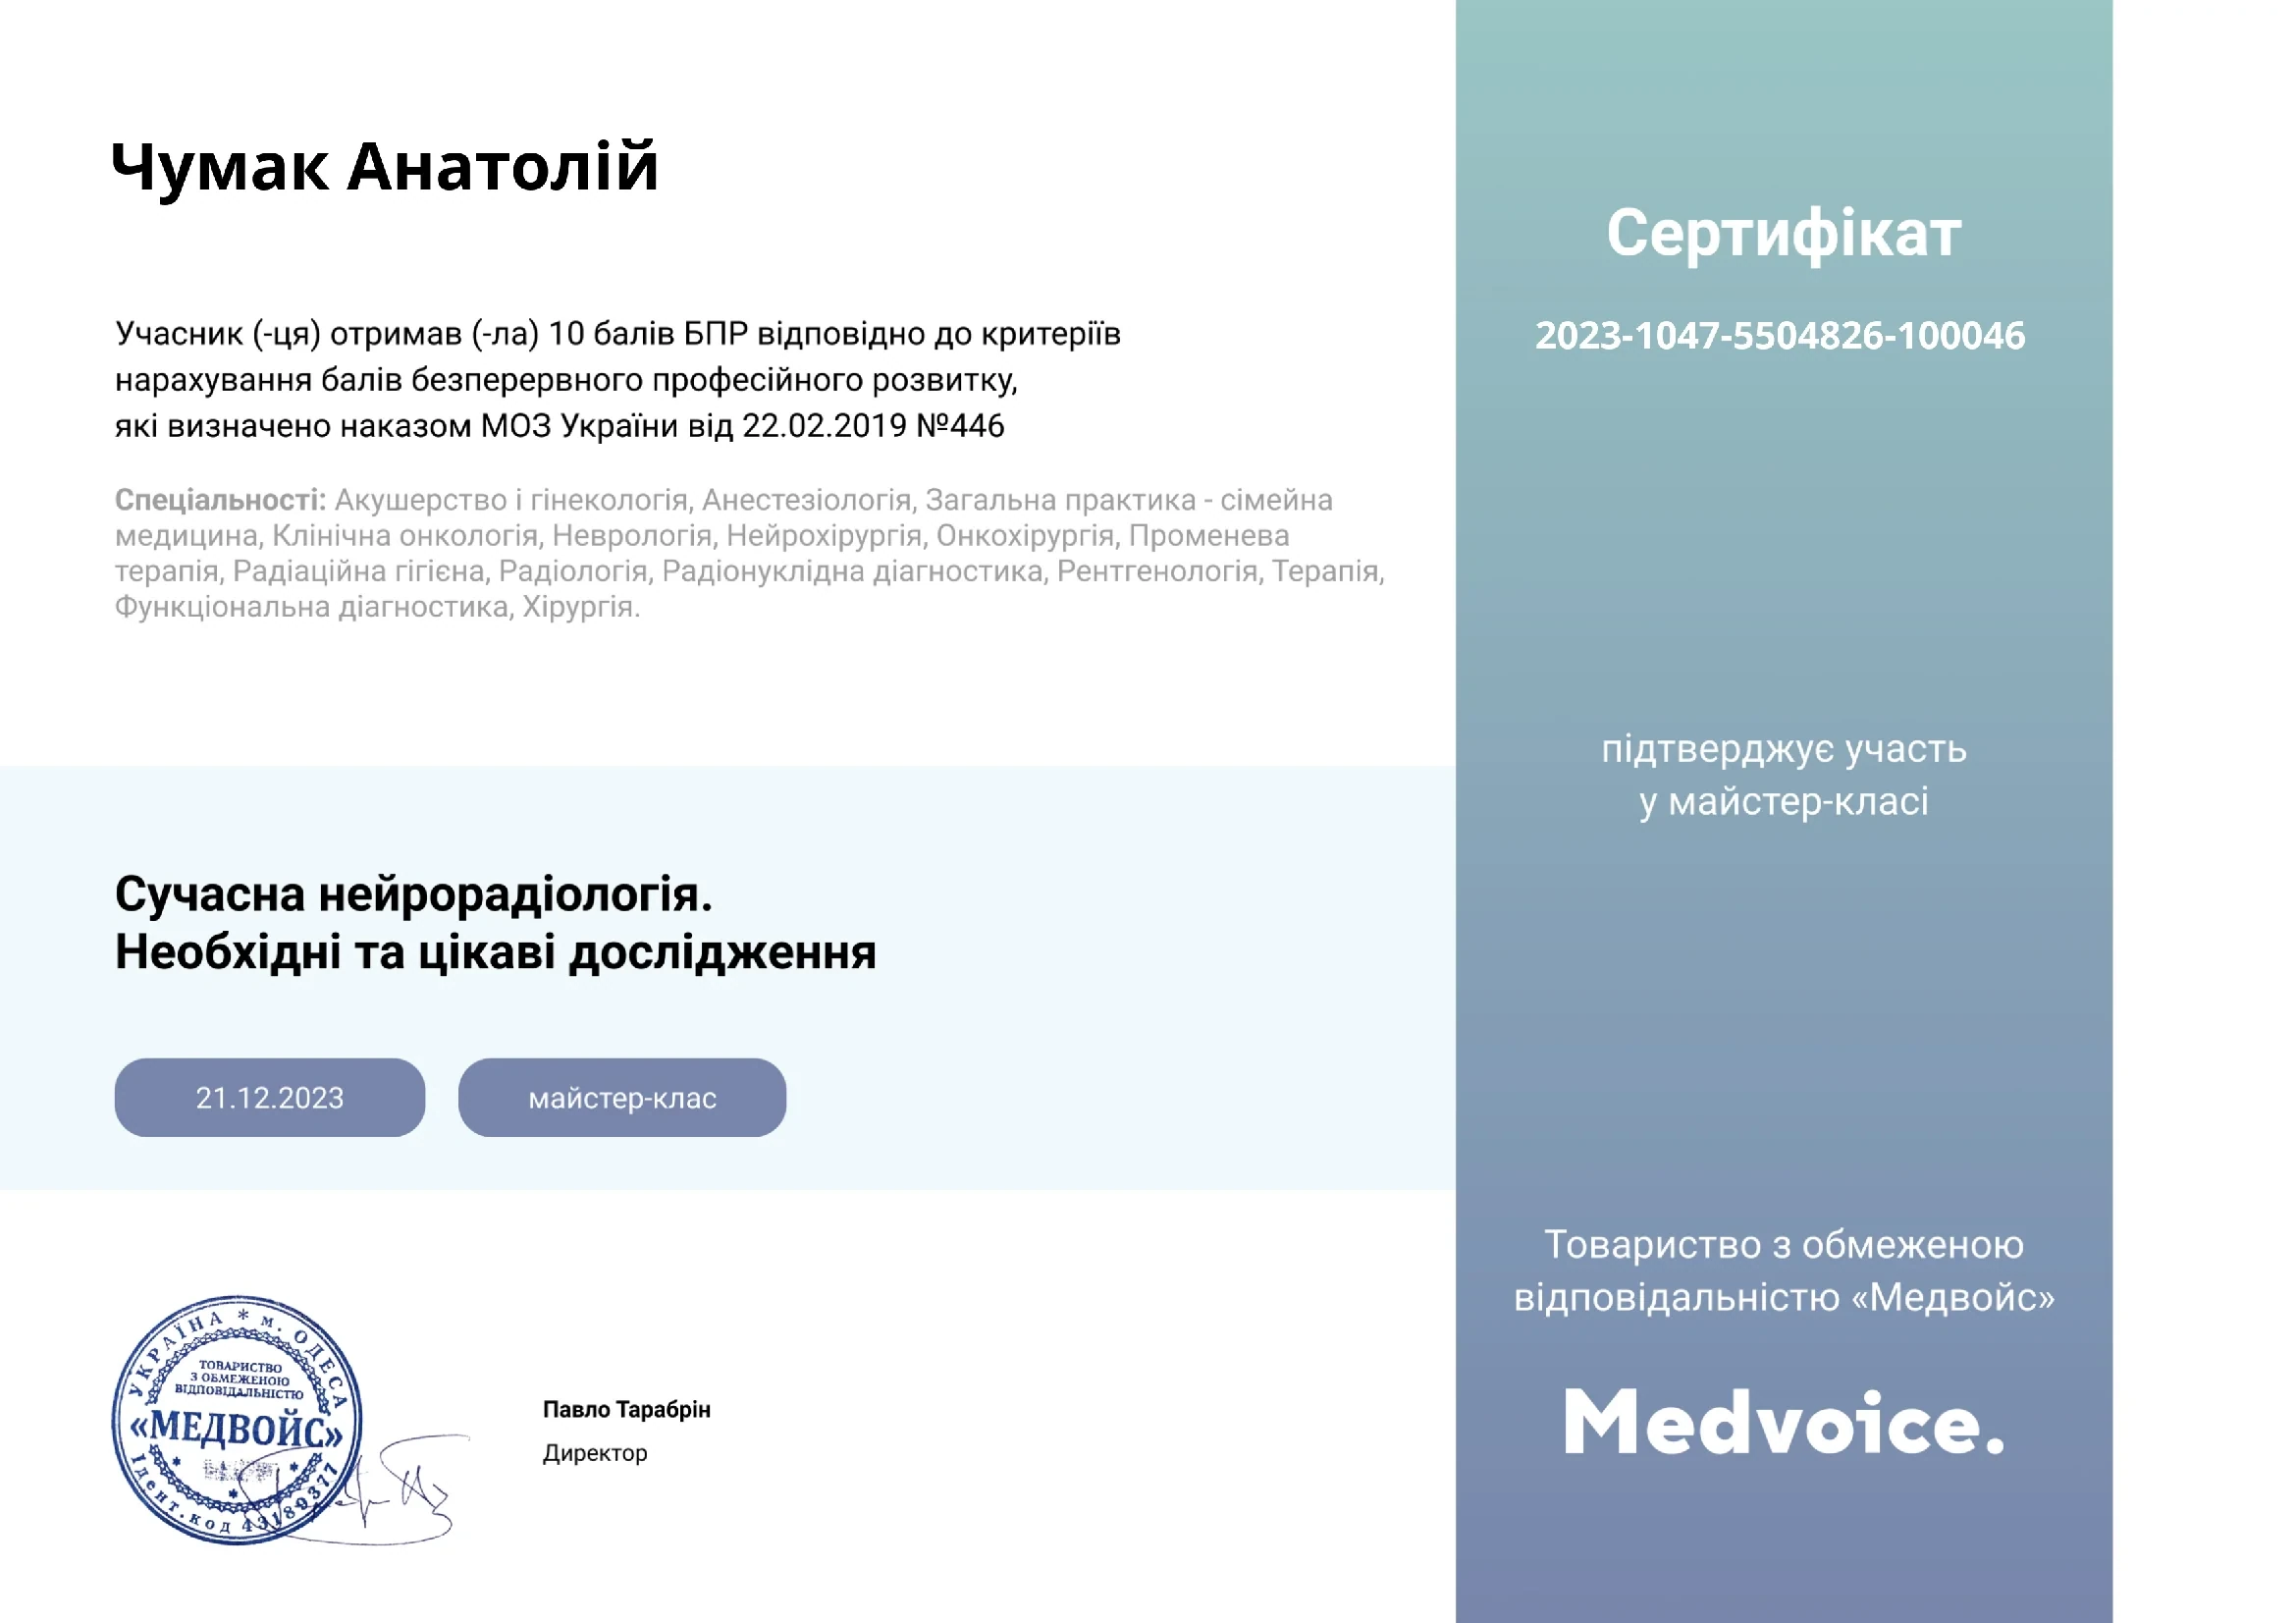 Чумак Анатолій
Учасник (-ця) отримав (-ла) 10 балів БПР відповідно до критеріїв
нарахування балів безперервного професійного розвитку,
які визначено наказом МОЗ України від 22.02.2019 №446
Спеціальності: Акушерство і гінекологія, Анестезіологія, Загальна практика - сімейна
медицина, Клінічна онкологія, Неврологія, Нейрохірургія, Онкохірургія, Променева
терапія, Радіаційна гігієна, Радіологія, Радіонуклідна діагностика, Рентгенологія, Терапія,
Функціональна діагностика, Хірургія.
Сучасна нейрорадіологія.
Необхідні та цікаві дослідження
21.12.2023
майстер-клас
УКРАЇНА * м. ОДЕСА
ТОВАРИСТВО
З ОБМЕЖЕНОЮ
ВІДПОВІДАЛЬНІСТЮ
«МЕДВОЙС»
Ідент.код 43189377
Павло Тарабрін
Директор
Сертифікат
2023-1047-5504826-100046
підтверджує участь
у майстер-класі
Товариство з обмеженою
відповідальністю «Медвойс»
Medvoice.